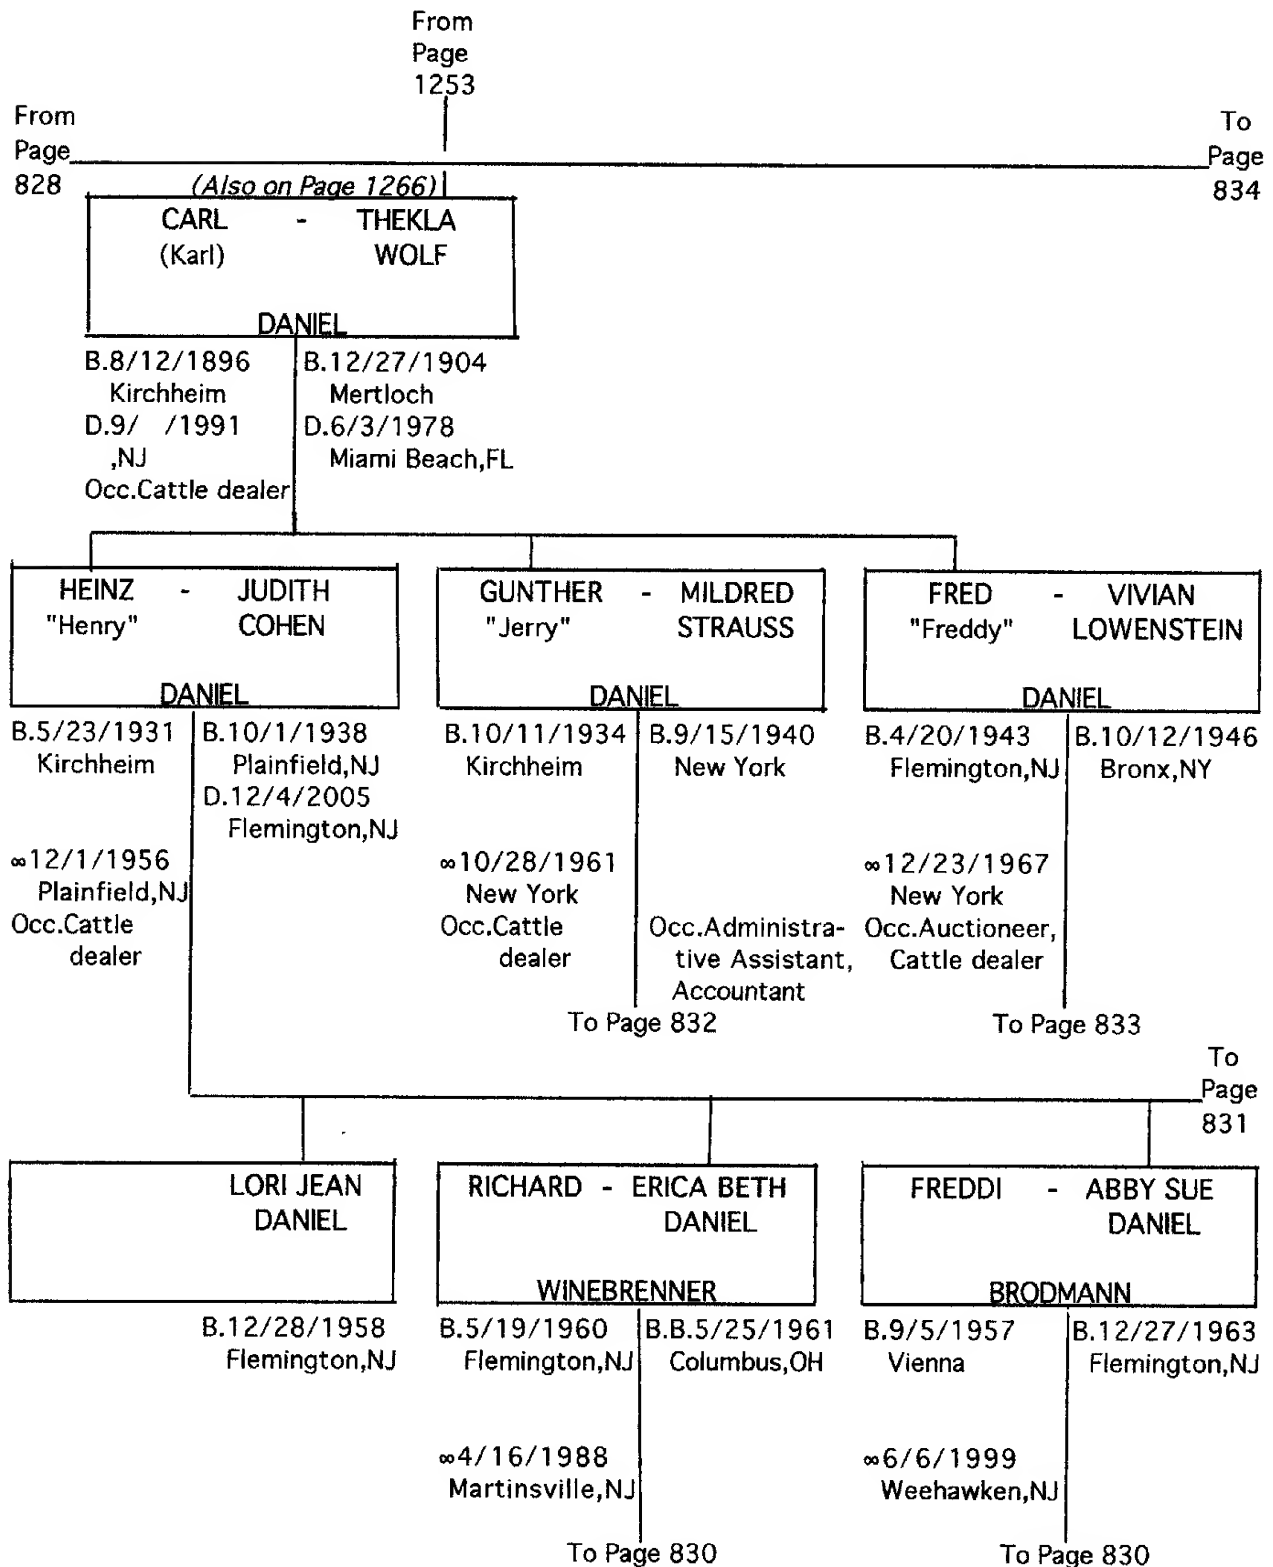 From
Page
1253
From
Page
828
To
Page
834
(Also on Page 1266)
CARL - THEKLA
(Karl) WOLF
DANIEL
B.8/12/1896 B.12/27/1904
Kirchheim Mertloch
D.9/ /1991 D.6/3/1978
,NJ Miami Beach,FL
Occ.Cattle dealer
HEINZ - JUDITH
"Henry" COHEN
DANIEL
B.5/23/1931 B.10/1/1938
Kirchheim Plainfield,NJ
D.12/4/2005
Flemington,NJ
∞12/1/1956
Plainfield,NJ
Occ.Cattle
dealer
GUNTHER - MILDRED
"Jerry" STRAUSS
DANIEL
B.10/11/1934 B.9/15/1940
Kirchheim New York
∞10/28/1961
New York
Occ.Cattle
dealer
Occ.Administra-
tive Assistant,
Accountant
To Page 832
FRED - VIVIAN
"Freddy" LOWENSTEIN
DANIEL
B.4/20/1943 B.10/12/1946
Flemington,NJ Bronx,NY
∞12/23/1967
New York
Occ.Auctioneer,
Cattle dealer
To Page 833
To
Page
831
LORI JEAN
DANIEL
B.12/28/1958
Flemington,NJ
RICHARD - ERICA BETH
DANIEL
WINEBRENNER
B.5/19/1960 B.B.5/25/1961
Flemington,NJ Columbus,OH
∞4/16/1988
Martinsville,NJ
To Page 830
FREDDI - ABBY SUE
DANIEL
BRODMANN
B.9/5/1957 B.12/27/1963
Vienna Flemington,NJ
∞6/6/1999
Weehawken,NJ
To Page 830